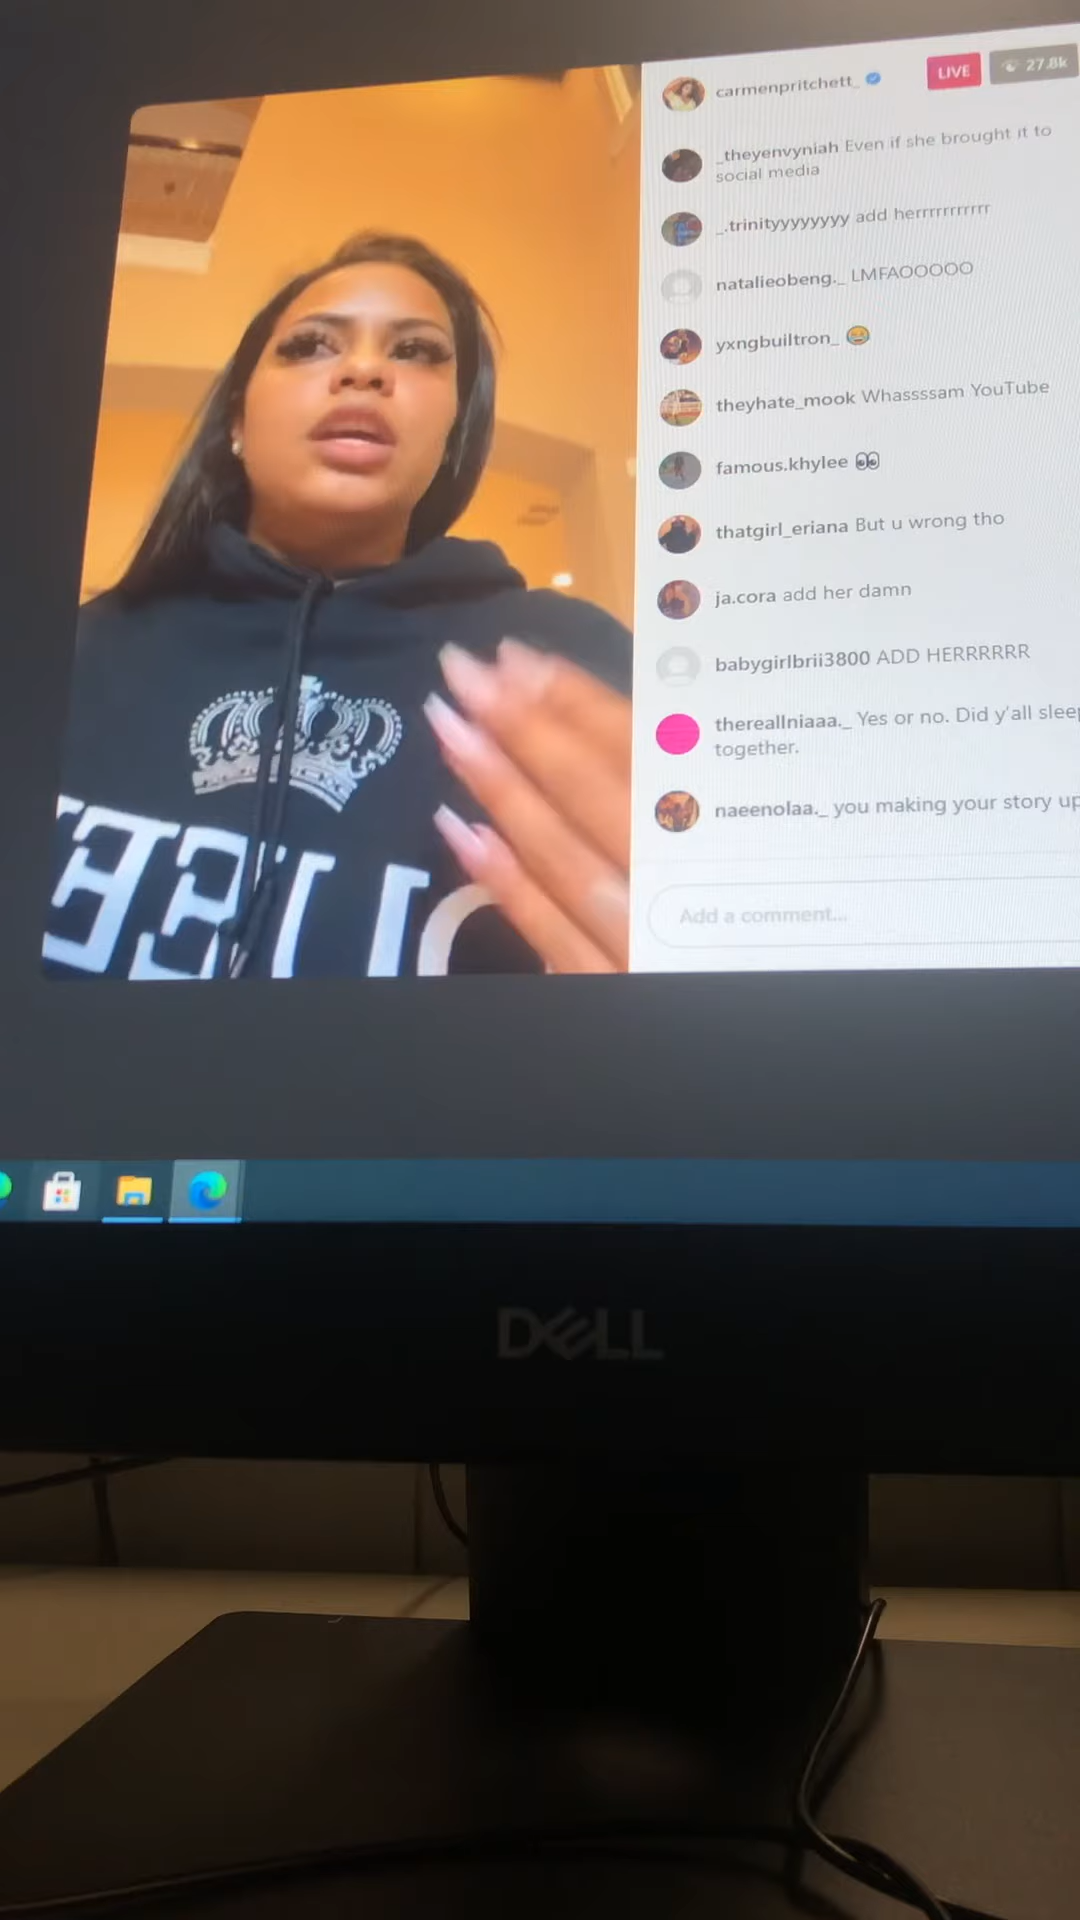 carmenpritchett_
LIVE
27.8k
_theyenvyniah Even if she brought it to
social media
_.trinityyyyyyyy add herrrrrrrrrrr
natalieobeng._ LMFAOOOOO
yxngbuiltron_ 😭
theyhate_mook Whassssam YouTube
famous.khylee 👀
thatgirl_eriana But u wrong tho
ja.cora add her damn
babygirlbrii3800 ADD HERRRRRR
thereallniaaa._ Yes or no. Did y'all sleep
together.
naeenolaa._ you making your story up
Add a comment...
DELL